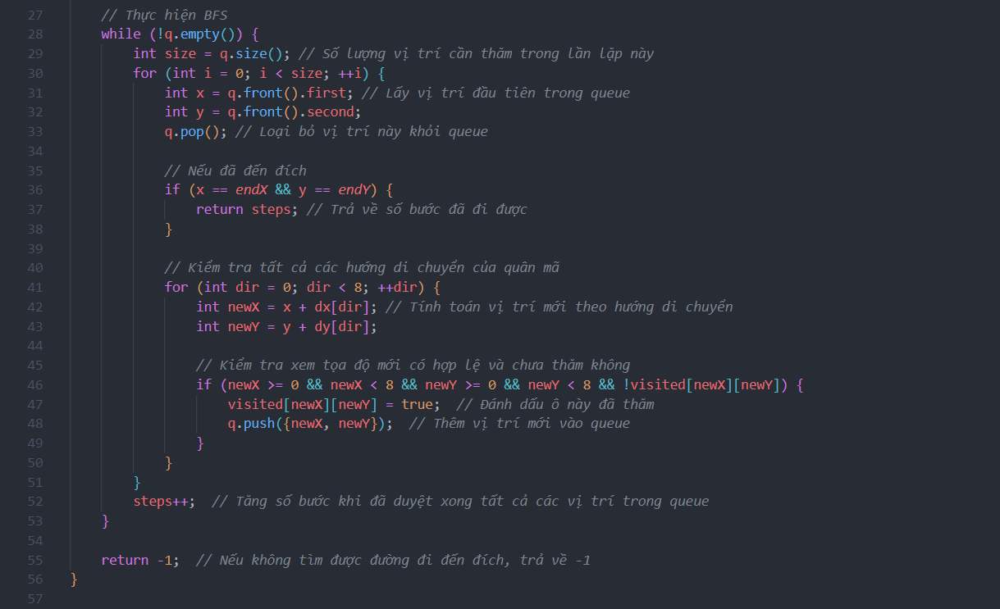 27 // Thực hiện BFS
28 while (!q.empty()) {
29 int size = q.size(); // Số lượng vị trí cần thăm trong lần lặp này
30 for (int i = 0; i < size; ++i) {
31 int x = q.front().first; // Lấy vị trí đầu tiên trong queue
32 int y = q.front().second;
33 q.pop(); // Loại bỏ vị trí này khỏi queue
34
35 // Nếu đã đến đích
36 if (x == endX && y == endY) {
37 return steps; // Trả về số bước đã đi được
38 }
39
40 // Kiểm tra tất cả các hướng di chuyển của quân mã
41 for (int dir = 0; dir < 8; ++dir) {
42 int newX = x + dx[dir]; // Tính toán vị trí mới theo hướng di chuyển
43 int newY = y + dy[dir];
44
45 // Kiểm tra xem tọa độ mới có hợp lệ và chưa thăm không
46 if (newX >= 0 && newX < 8 && newY >= 0 && newY < 8 && !visited[newX][newY]) {
47 visited[newX][newY] = true; // Đánh dấu ô này đã thăm
48 q.push({newX, newY}); // Thêm vị trí mới vào queue
49 }
50 }
51 }
52 steps++; // Tăng số bước khi đã duyệt xong tất cả các vị trí trong queue
53 }
54
55 return -1; // Nếu không tìm được đường đi đến đích, trả về -1
56 }
57